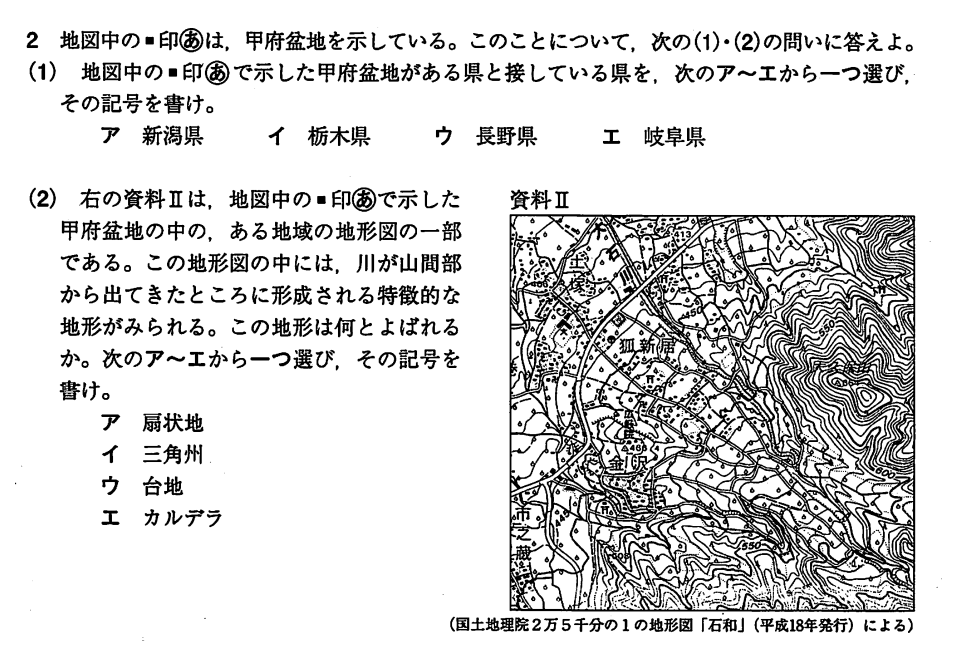 2 地図中の■印㋐は，甲府盆地を示している。このことについて，次の(1)・(2)の問いに答えよ。
(1) 地図中の■印あで示した甲府盆地がある県と接している県を，次のア～エから一つ選び，
その記号を書け。
ア 新潟県 イ 栃木県 ウ 長野県 エ 岐阜県
(2) 右の資料Ⅱは，地図中の■印あで示した
甲府盆地の中の，ある地域の地形図の一部
である。この地形図の中には，川が山間部
から出てきたところに形成される特徴的な
地形がみられる。この地形は何とよばれる
か。次のア～エから一つ選び，その記号を
書け。
ア 扇状地
イ 三角州
ウ 台地
エ カルデラ
資料Ⅱ
土塚
狐新居
金沢
市之蔵
450
550
600
550
(国土地理院2万5千分の1の地形図「石和」(平成18年発行)による)